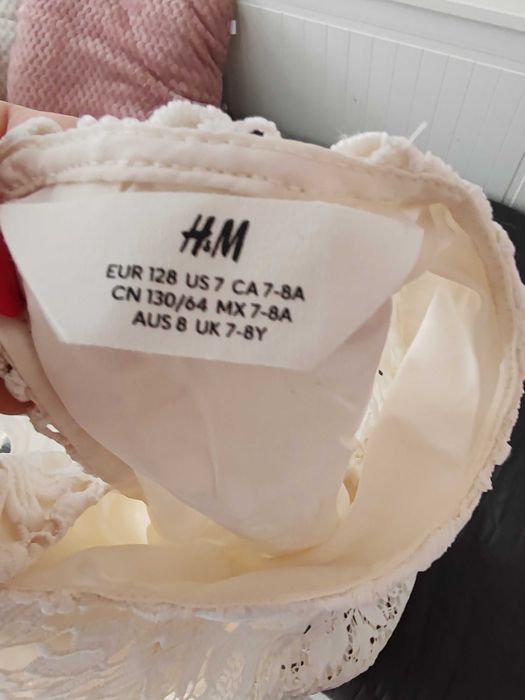 H&M
EUR 128 US 7 CA 7-8A
CN 130/64 MX 7-8A
AUS 8 UK 7-8Y